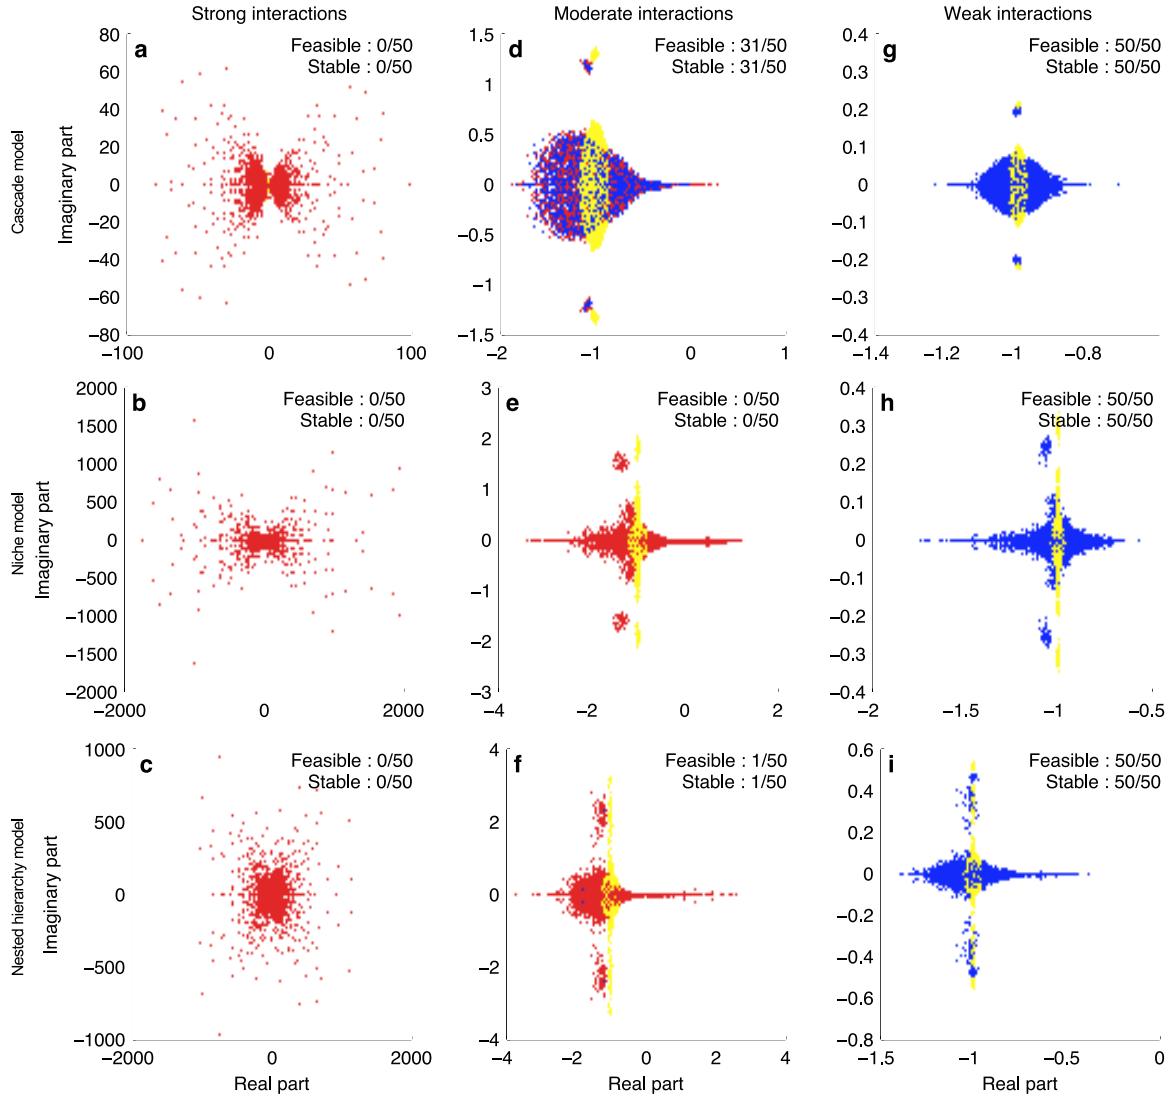 Strong interactions
Moderate interactions
Weak interactions
Cascade model
Imaginary part
a
Feasible : 0/50
Stable : 0/50
80
60
40
20
0
−20
−40
−60
−80
−100
0
100
d
Feasible : 31/50
Stable : 31/50
1.5
1
0.5
0
−0.5
−1
−1.5
−2
−1
0
1
g
Feasible : 50/50
Stable : 50/50
0.4
0.3
0.2
0.1
0
−0.1
−0.2
−0.3
−0.4
−1.4
−1.2
−1
−0.8
Niche model
Imaginary part
b
Feasible : 0/50
Stable : 0/50
2000
1500
1000
500
0
−500
−1000
−1500
−2000
−2000
0
2000
e
Feasible : 0/50
Stable : 0/50
3
2
1
0
−1
−2
−3
−4
−2
0
2
h
Feasible : 50/50
Stable : 50/50
0.4
0.3
0.2
0.1
0
−0.1
−0.2
−0.3
−0.4
−2
−1.5
−1
−0.5
Nested hierarchy model
Imaginary part
c
Feasible : 0/50
Stable : 0/50
1000
500
0
−500
−1000
−2000
0
2000
Real part
f
Feasible : 1/50
Stable : 1/50
4
2
0
−2
−4
−4
−2
0
2
4
Real part
i
Feasible : 50/50
Stable : 50/50
0.6
0.4
0.2
0
−0.2
−0.4
−0.6
−0.8
−1.5
−1
−0.5
0
Real part